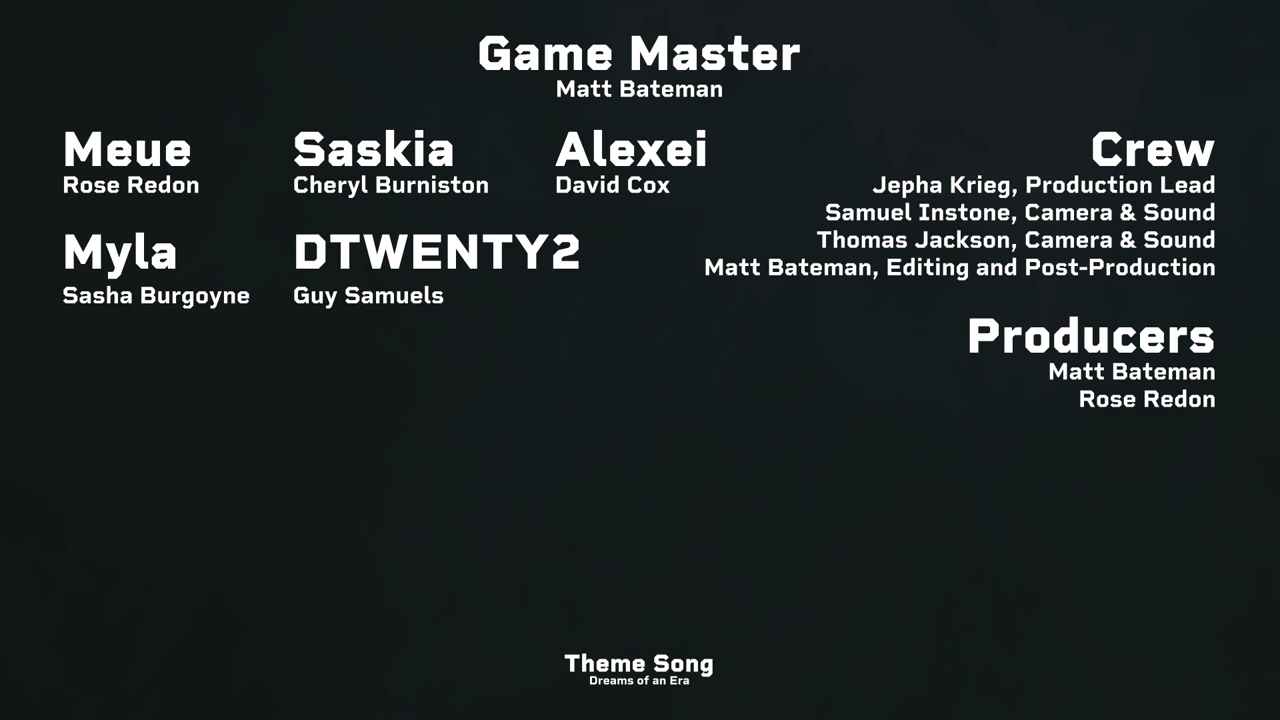 Game Master
Matt Bateman
Meue
Rose Redon
Saskia
Cheryl Burniston
Alexei
David Cox
Myla
Sasha Burgoyne
DTWENTY2
Guy Samuels
Crew
Jepha Krieg, Production Lead
Samuel Instone, Camera & Sound
Thomas Jackson, Camera & Sound
Matt Bateman, Editing and Post-Production
Producers
Matt Bateman
Rose Redon
Theme Song
Dreams of an Era